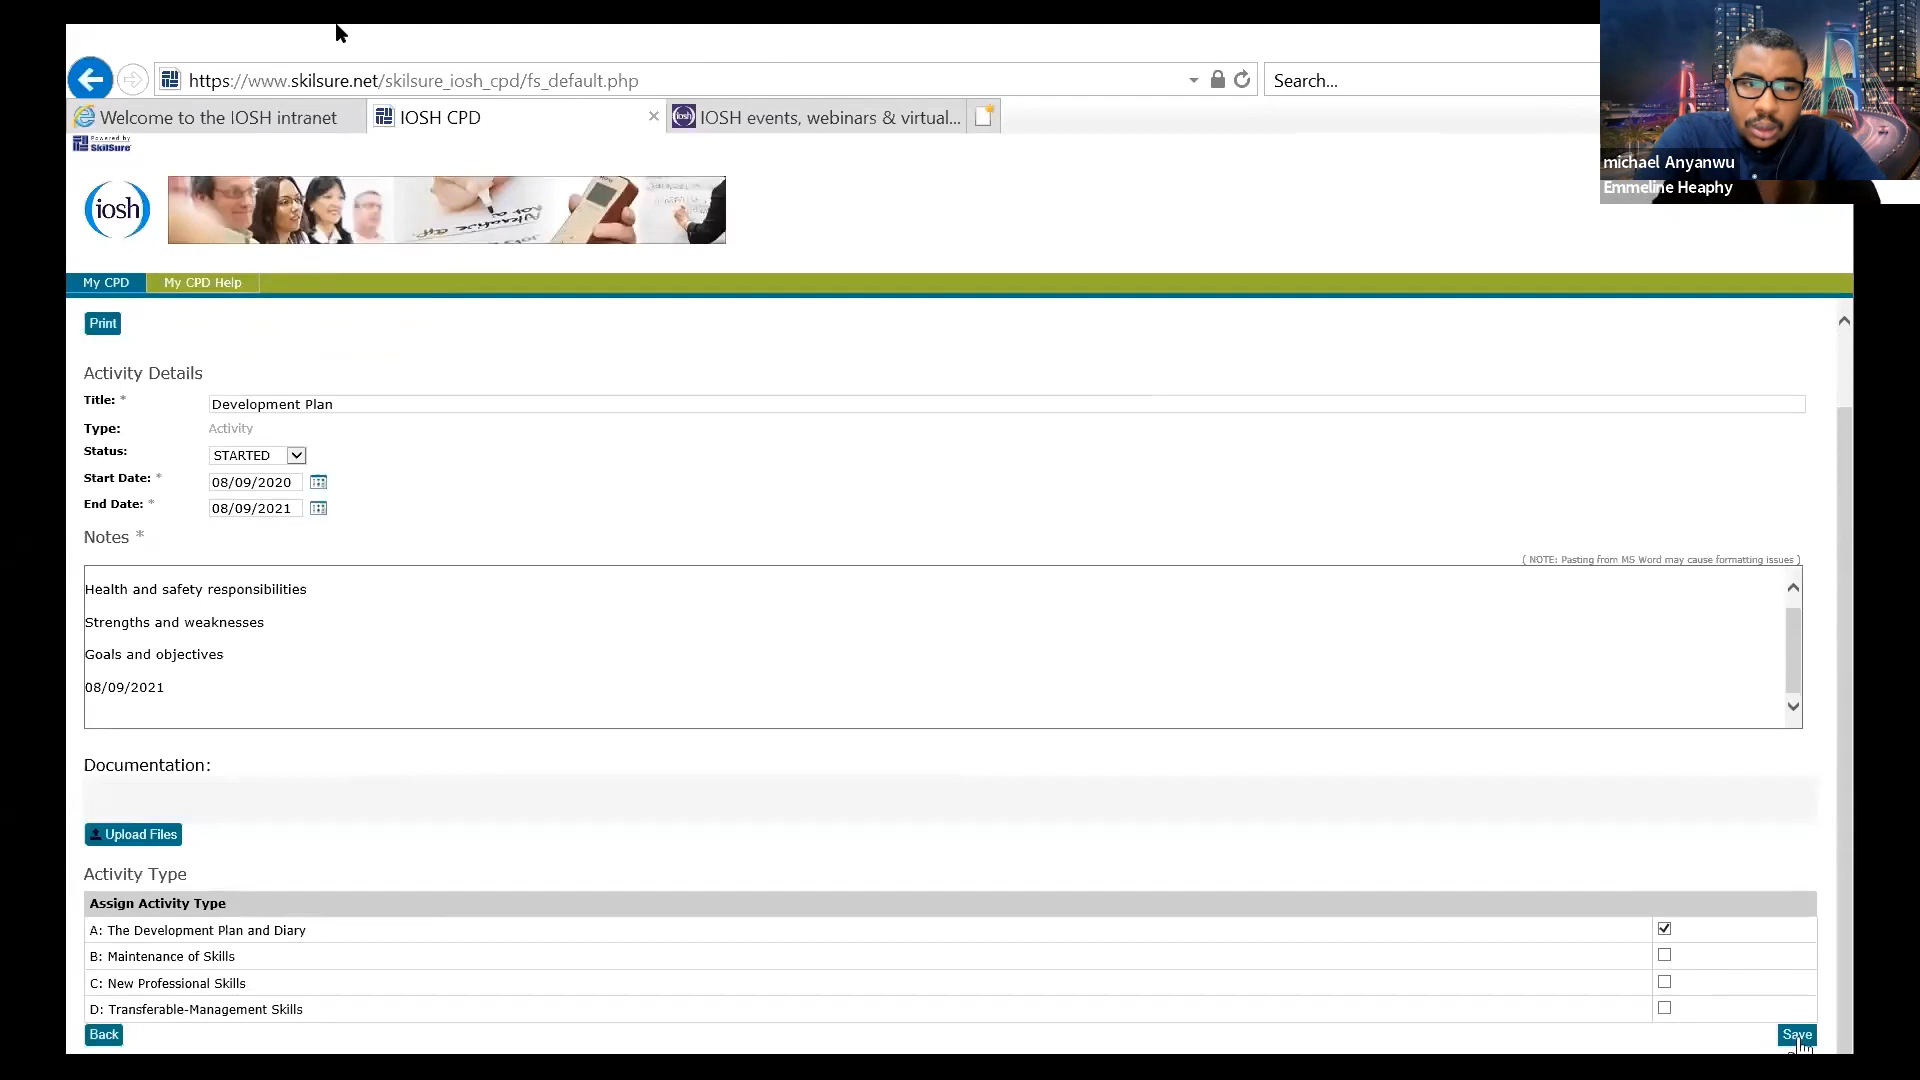 https://www.skilsure.net/skilsure_iosh_cpd/fs_default.php
Search...
Welcome to the IOSH intranet
IOSH CPD
IOSH events, webinars & virtual...
Powered by
SkilSure
iosh
michael Anyanwu
Emmeline Heaphy
My CPD
My CPD Help
Print
Activity Details
Title: * Development Plan
Type: Activity
Status: STARTED
Start Date: * 08/09/2020
End Date: * 08/09/2021
Notes *
( NOTE: Pasting from MS Word may cause formatting issues )
Health and safety responsibilities
Strengths and weaknesses
Goals and objectives
08/09/2021
Documentation:
Upload Files
Activity Type
Assign Activity Type
A: The Development Plan and Diary
B: Maintenance of Skills
C: New Professional Skills
D: Transferable-Management Skills
Back
Save